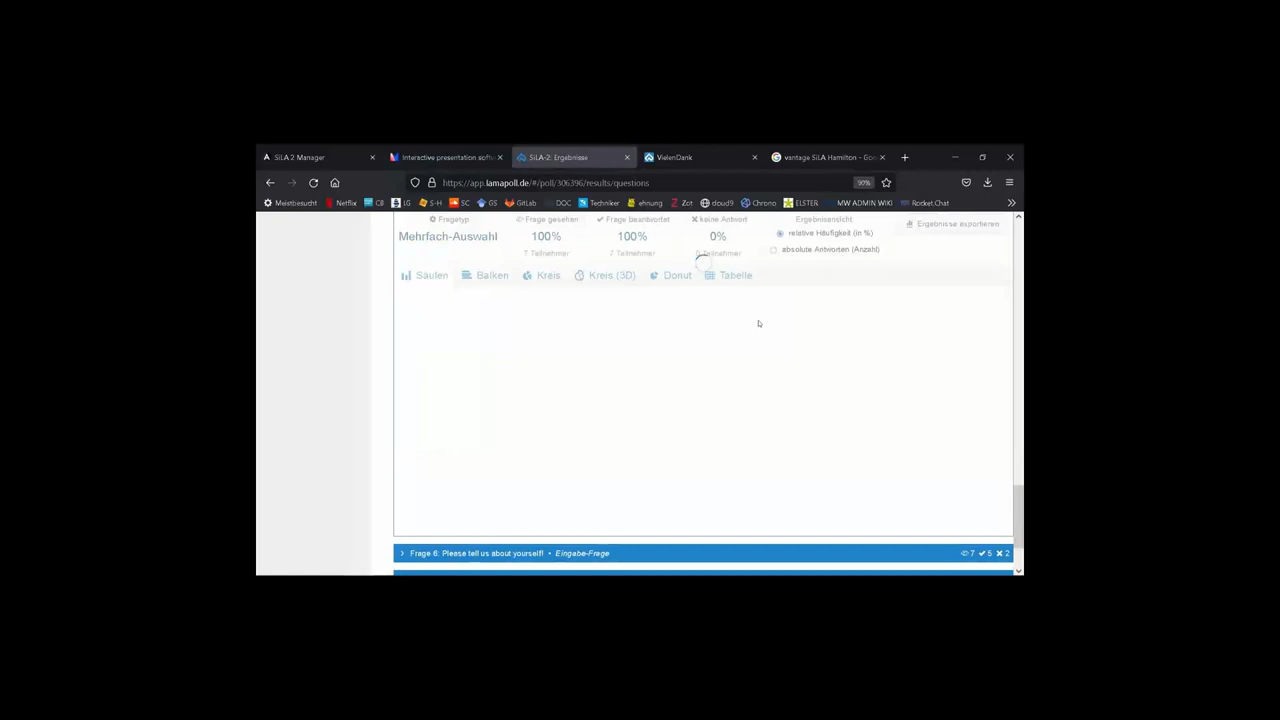 SiLA 2 Manager
Interactive presentation softw
SiLA-2: Ergebnisse
VielenDank
vantage SiLA Hamilton - Goo
https://app.lamapoll.de/#/poll/306396/results/questions
90%
Meistbesucht
Netflix
CB
LG
S-H
SC
GS
GitLab
DOC
Techniker
ehnung
Zot
cloud9
Chrono
ELSTER
MW ADMIN WIKI
Rocket.Chat
Fragetyp
Frage gesehen
Frage beantwortet
keine Antwort
Ergebnisansicht
Ergebnisse exportieren
Mehrfach-Auswahl
100%
100%
0%
relative Häufigkeit (in %)
7 Teilnehmer
7 Teilnehmer
Teilnehmer
absolute Antworten (Anzahl)
Säulen
Balken
Kreis
Kreis (3D)
Donut
Tabelle
Frage 6: Please tell us about yourself! • Eingabe-Frage
7
5
2